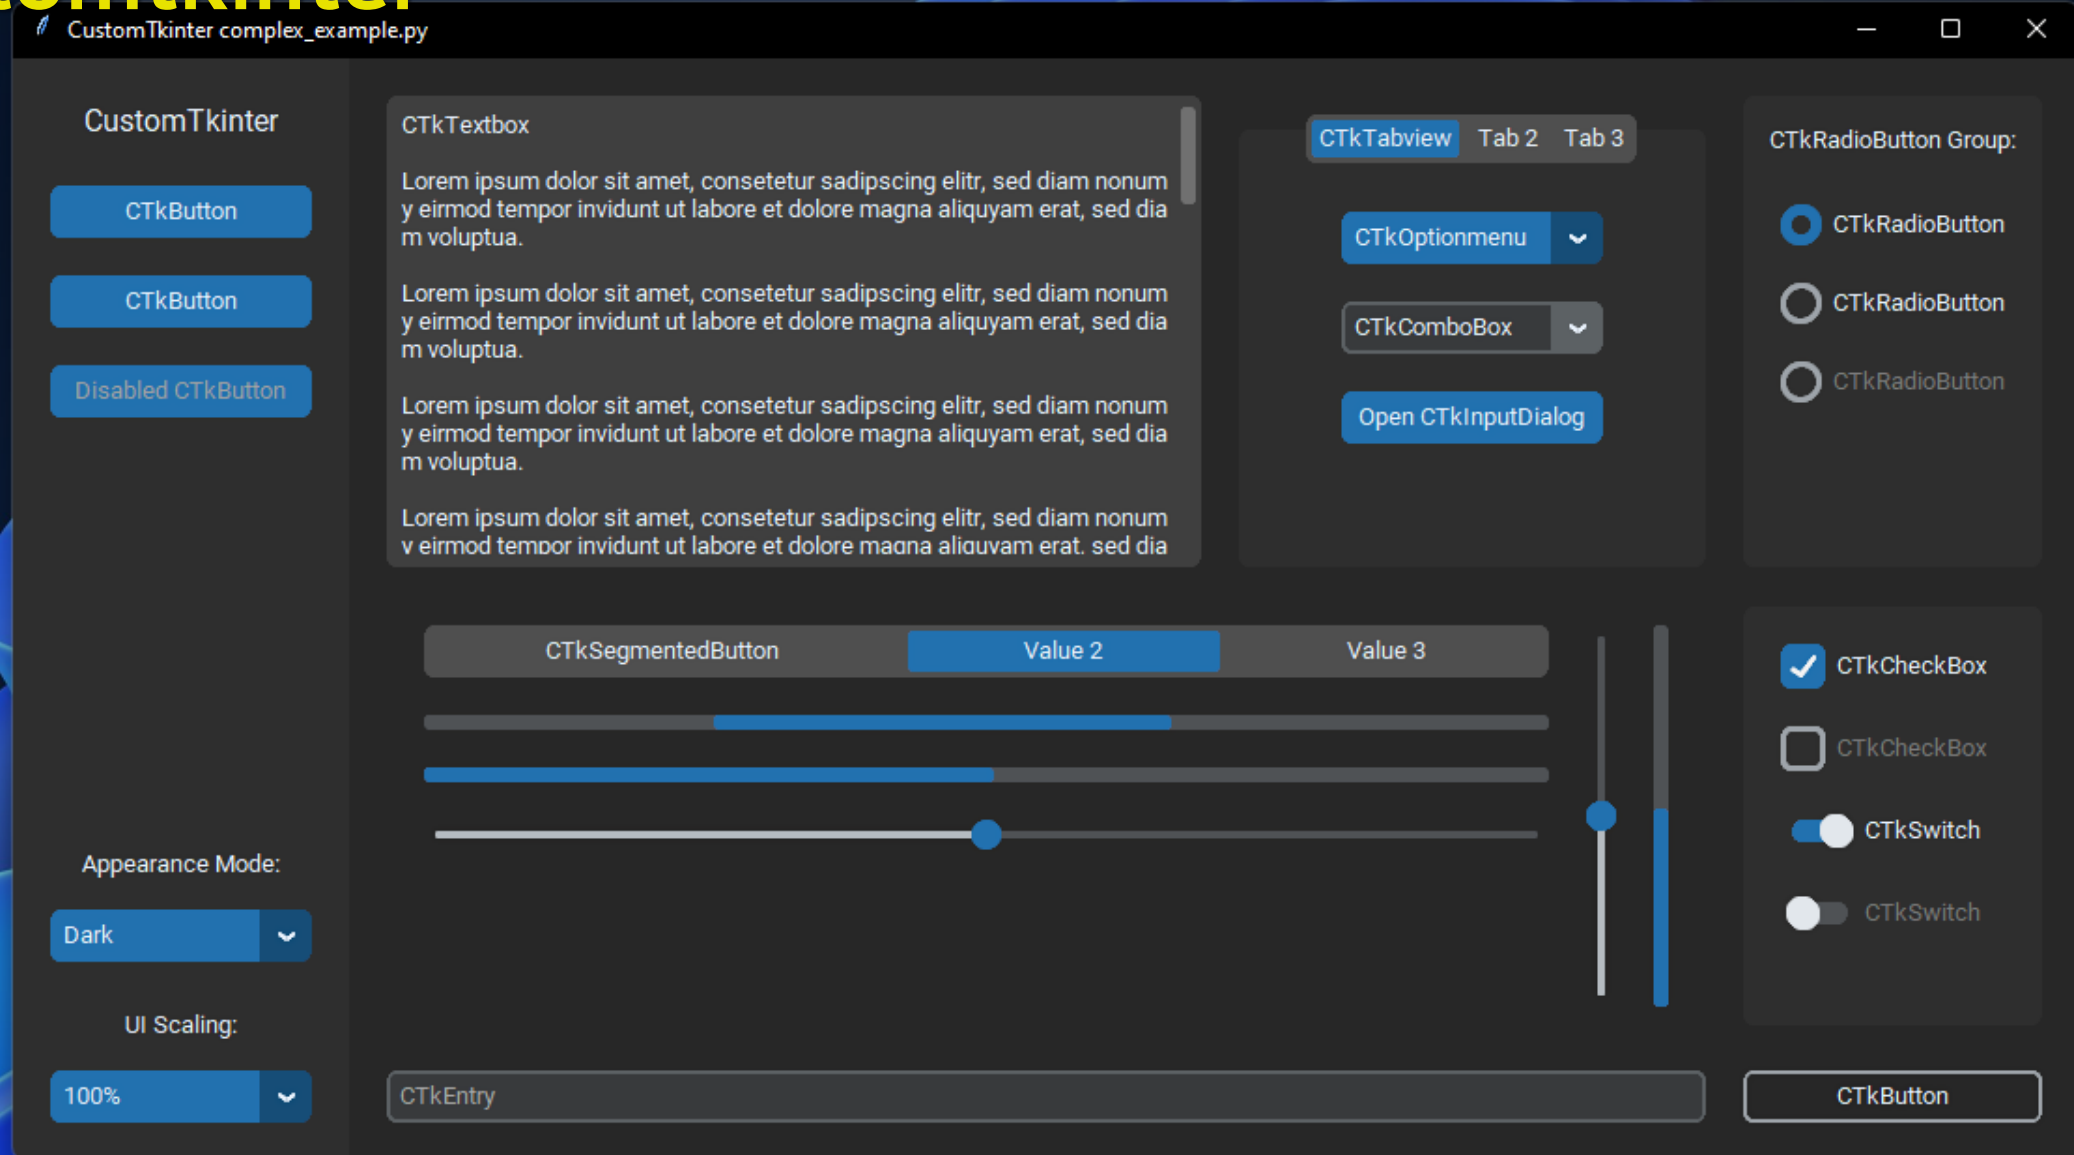 CustomTkinter complex_example.py
CustomTkinter
CTkButton
CTkButton
Disabled CTkButton
Appearance Mode:
Dark
UI Scaling:
100%
CTkTextbox
Lorem ipsum dolor sit amet, consetetur sadipscing elitr, sed diam nonum
y eirmod tempor invidunt ut labore et dolore magna aliquyam erat, sed dia
m voluptua.
Lorem ipsum dolor sit amet, consetetur sadipscing elitr, sed diam nonum
y eirmod tempor invidunt ut labore et dolore magna aliquyam erat, sed dia
m voluptua.
Lorem ipsum dolor sit amet, consetetur sadipscing elitr, sed diam nonum
y eirmod tempor invidunt ut labore et dolore magna aliquyam erat, sed dia
m voluptua.
Lorem ipsum dolor sit amet, consetetur sadipscing elitr, sed diam nonum
y eirmod tempor invidunt ut labore et dolore magna aliquyam erat, sed dia
CTkTabview Tab 2 Tab 3
CTkOptionmenu
CTkComboBox
Open CTkInputDialog
CTkRadioButton Group:
CTkRadioButton
CTkRadioButton
CTkRadioButton
CTkSegmentedButton Value 2 Value 3
CTkCheckBox
CTkCheckBox
CTkSwitch
CTkSwitch
CTkEntry
CTkButton